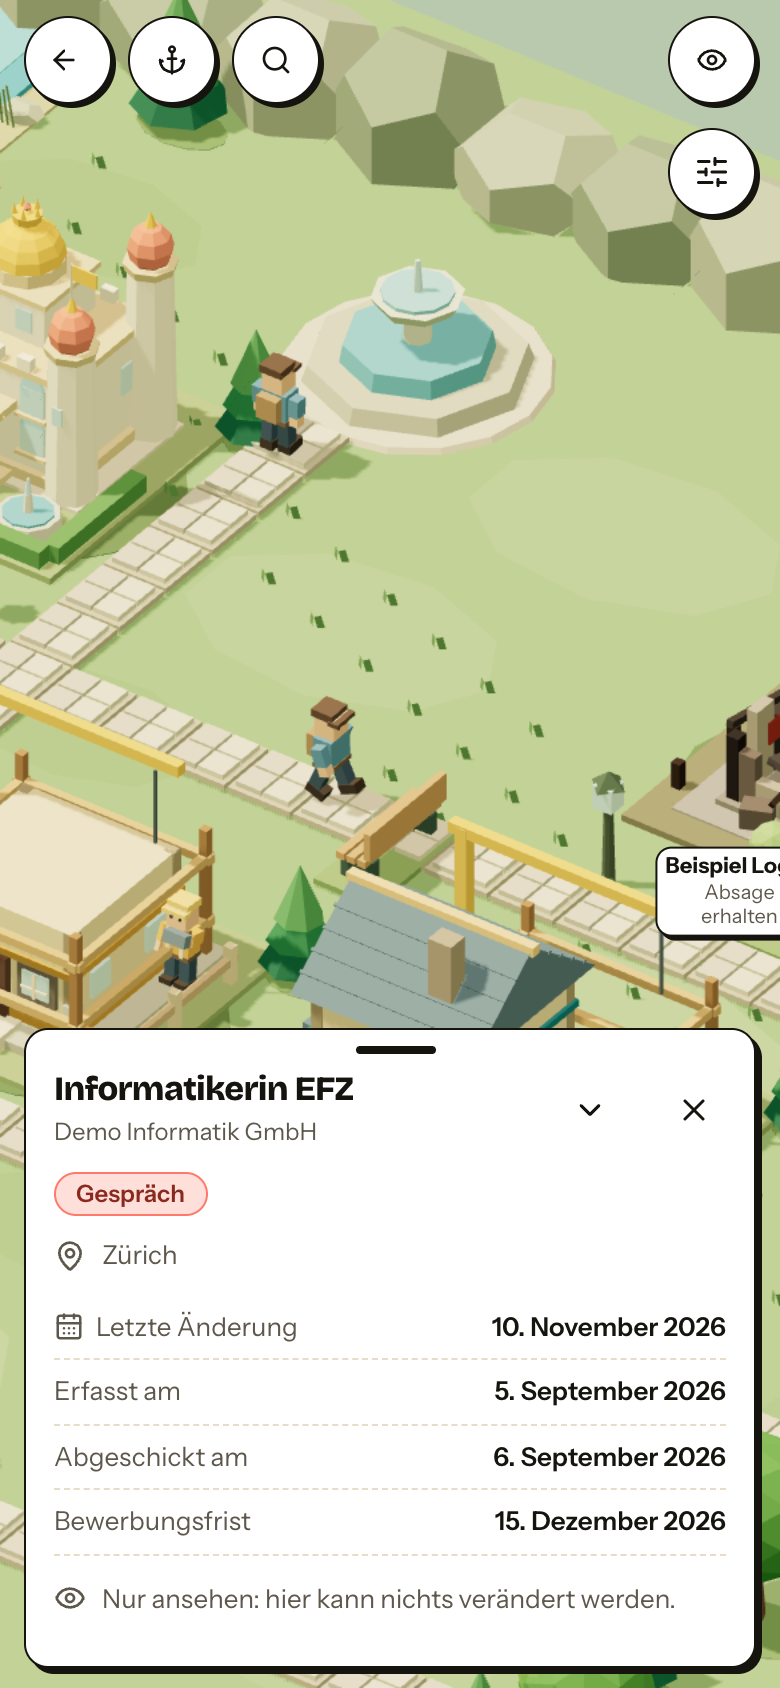 Beispiel
Absage
erhalten
Informatikerin EFZ
Demo Informatik GmbH
Gespräch
Zürich
Letzte Änderung 10. November 2026
Erfasst am 5. September 2026
Abgeschickt am 6. September 2026
Bewerbungsfrist 15. Dezember 2026
Nur ansehen: hier kann nichts verändert werden.